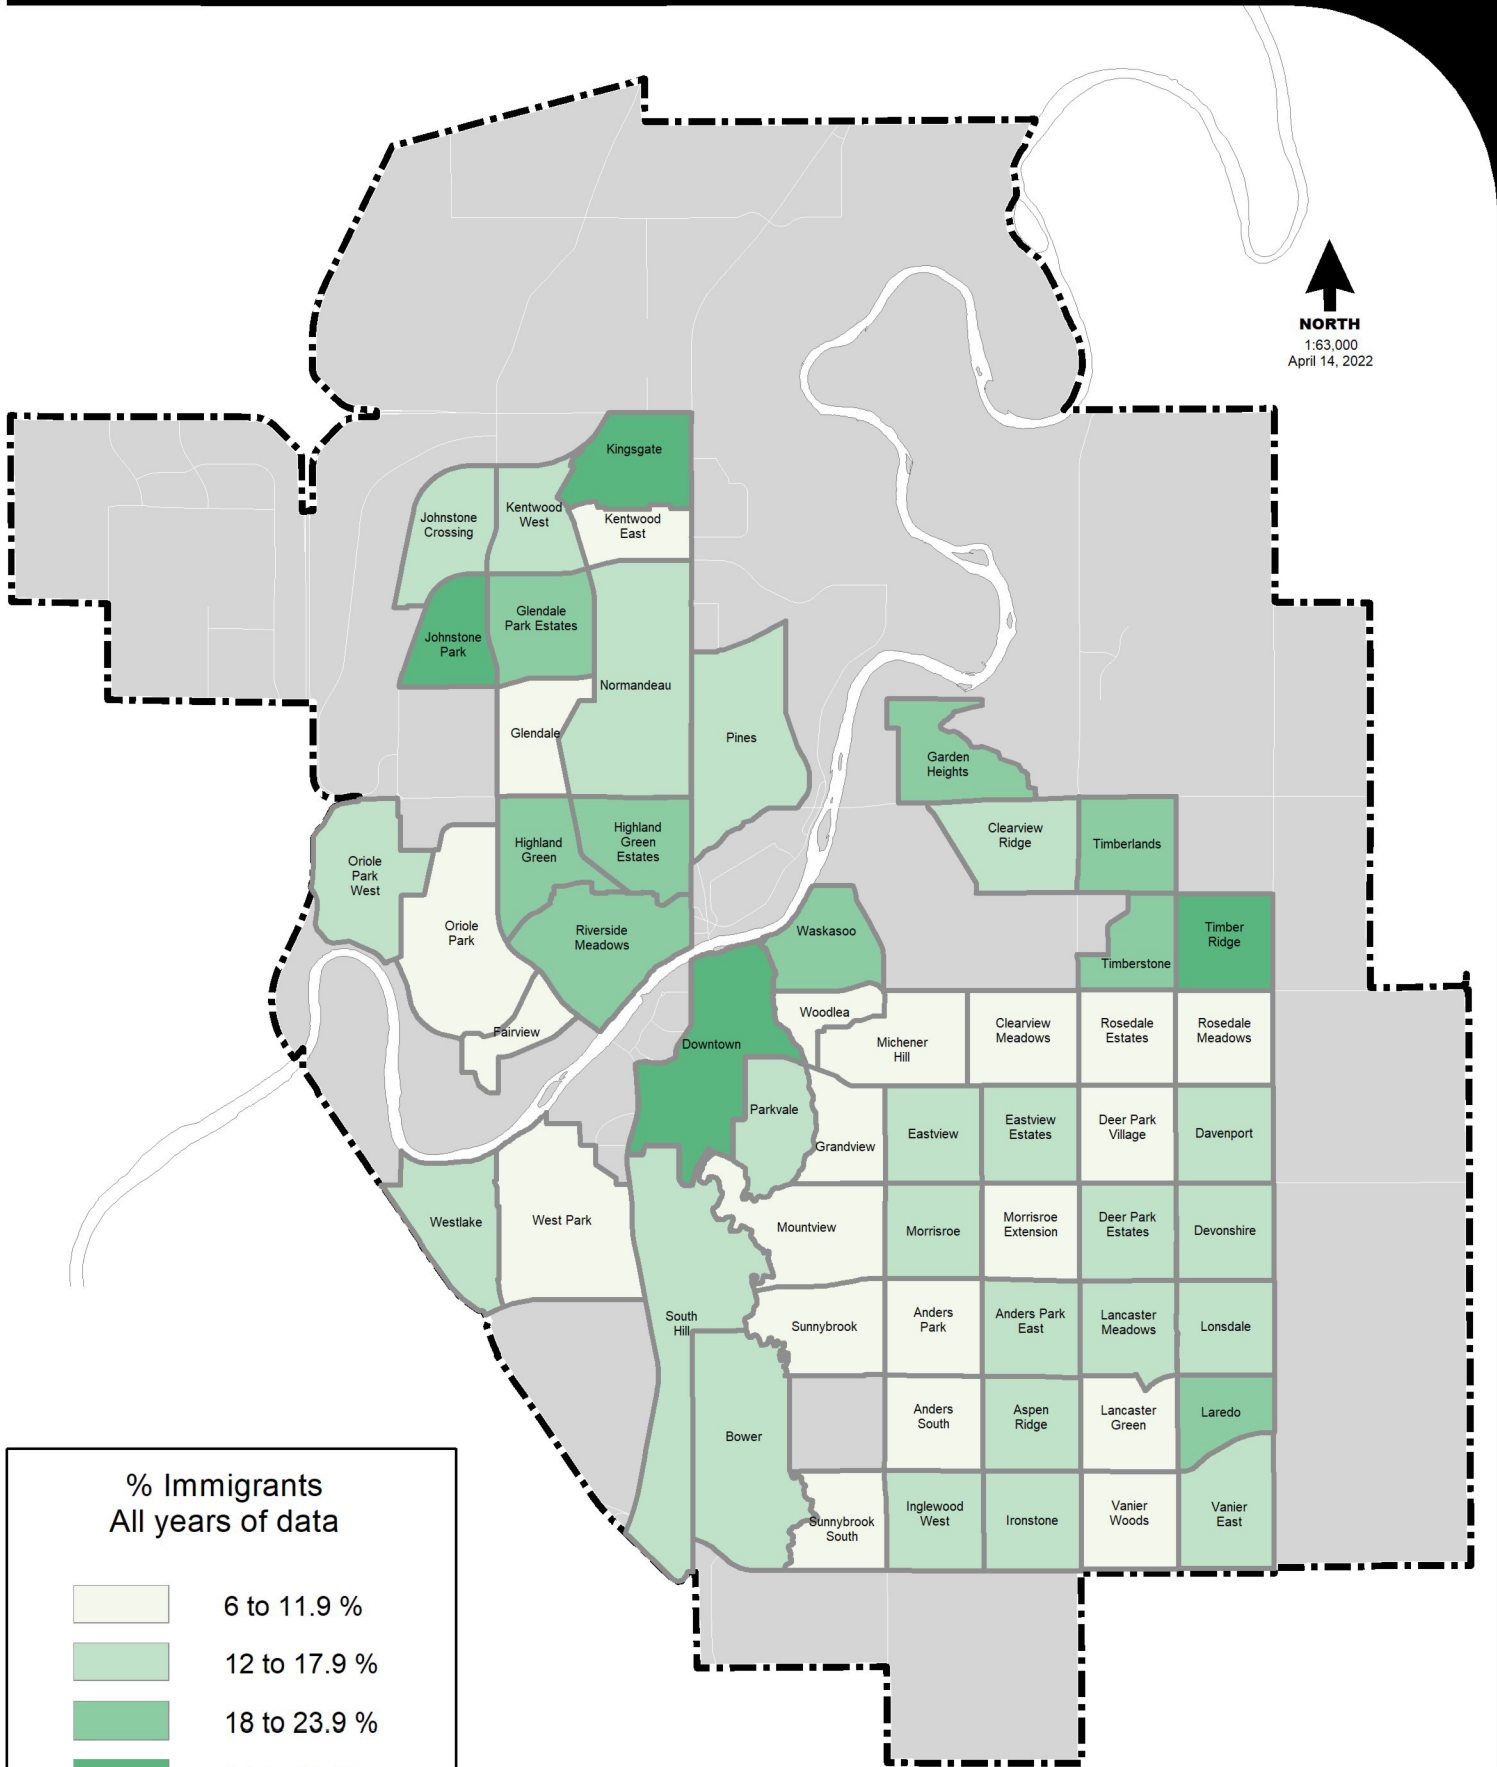 NORTH
1:63,000
April 14, 2022
Kingsgate
Johnstone
Crossing
Kentwood
West
Kentwood
East
Johnstone
Park
Glendale
Park Estates
Normandeau
Glendale
Pines
Garden
Heights
Clearview
Ridge
Timberlands
Highland
Green
Highland
Green
Estates
Oriole
Park
West
Oriole
Park
Riverside
Meadows
Waskasoo
Timber
Ridge
Timberstone
Fairview
Woodlea
Downtown
Michener
Hill
Clearview
Meadows
Rosedale
Estates
Rosedale
Meadows
Parkvale
Grandview
Eastview
Eastview
Estates
Deer Park
Village
Davenport
Westlake
West Park
Mountview
Morrisroe
Morrisroe
Extension
Deer Park
Estates
Devonshire
South
Hill
Sunnybrook
Anders
Park
Anders Park
East
Lancaster
Meadows
Lonsdale
Bower
Anders
South
Aspen
Ridge
Lancaster
Green
Laredo
Sunnybrook
South
Inglewood
West
Ironstone
Vanier
Woods
Vanier
East
% Immigrants
All years of data
6 to 11.9 %
12 to 17.9 %
18 to 23.9 %